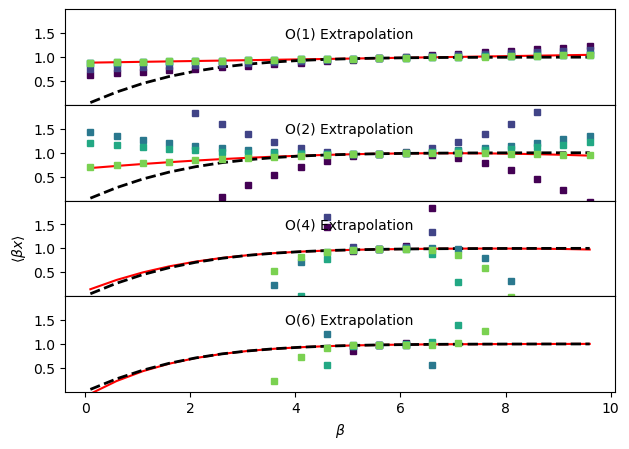 O(1) Extrapolation
1.5
1.0
0.5
O(2) Extrapolation
1.5
1.0
0.5
O(4) Extrapolation
1.5
1.0
0.5
O(6) Extrapolation
1.5
1.0
0.5
⟨βx⟩
0 2 4 6 8 10
β